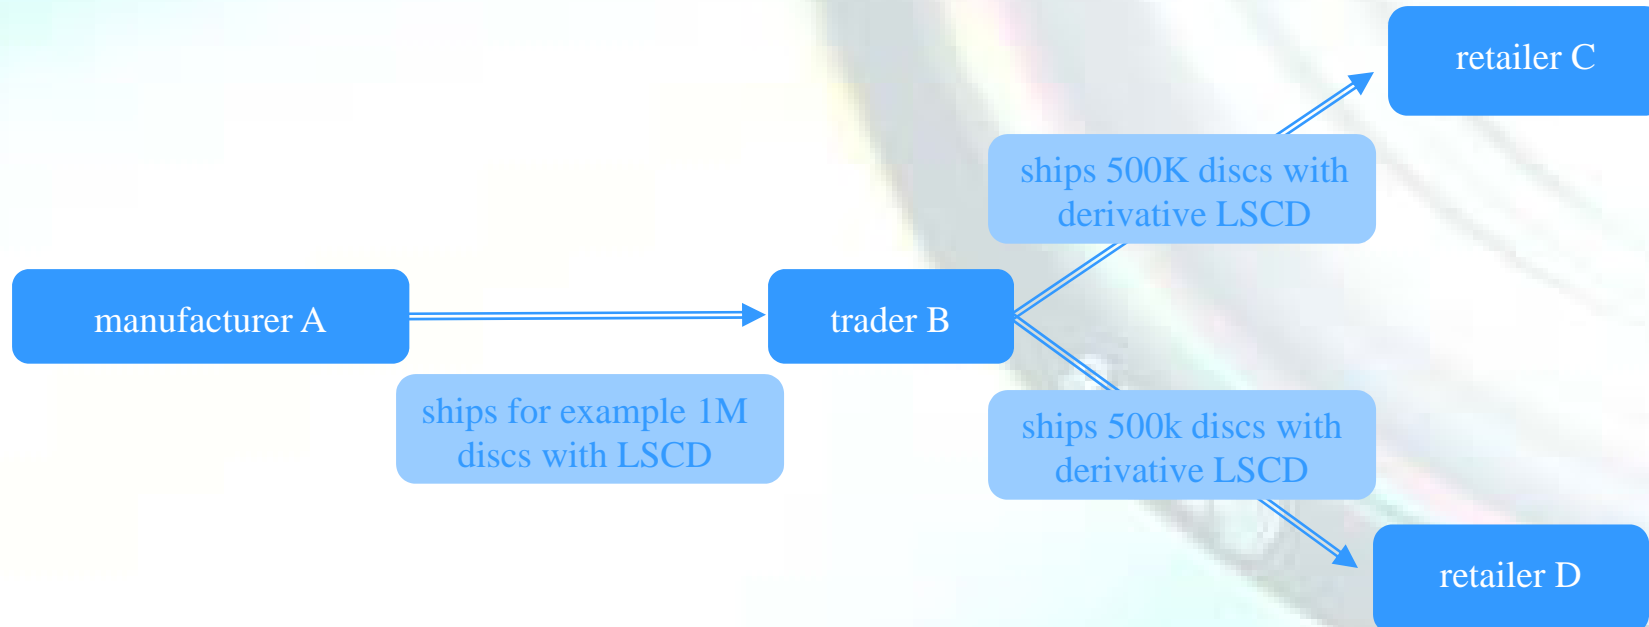 retailer C
ships 500K discs with
derivative LSCD
manufacturer A
trader B
ships for example 1M
discs with LSCD
ships 500k discs with
derivative LSCD
retailer D